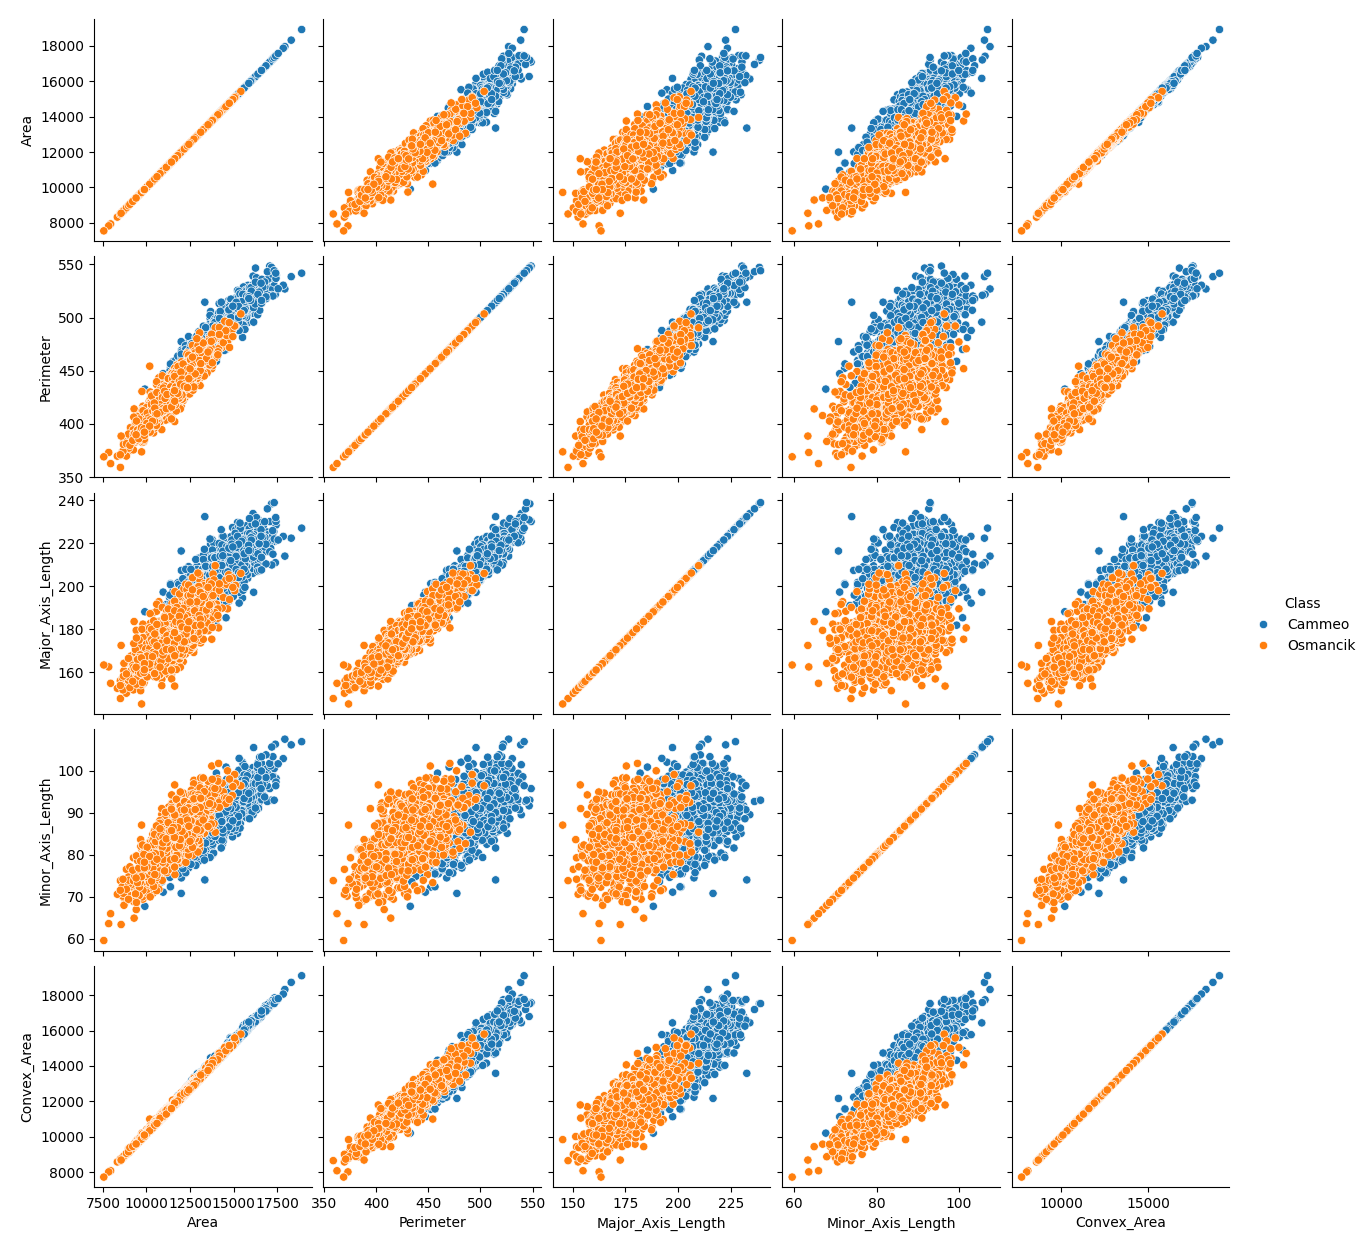 18000
16000
14000
12000
10000
8000
Area
550
500
450
400
350
Perimeter
240
220
200
180
160
Major_Axis_Length
Class
Cammeo
Osmancik
100
90
80
70
60
Minor_Axis_Length
18000
16000
14000
12000
10000
8000
Convex_Area
7500 10000 12500 15000 17500 350 400 450 500 550 150 175 200 225 60 80 100 10000 15000
Area Perimeter Major_Axis_Length Minor_Axis_Length Convex_Area